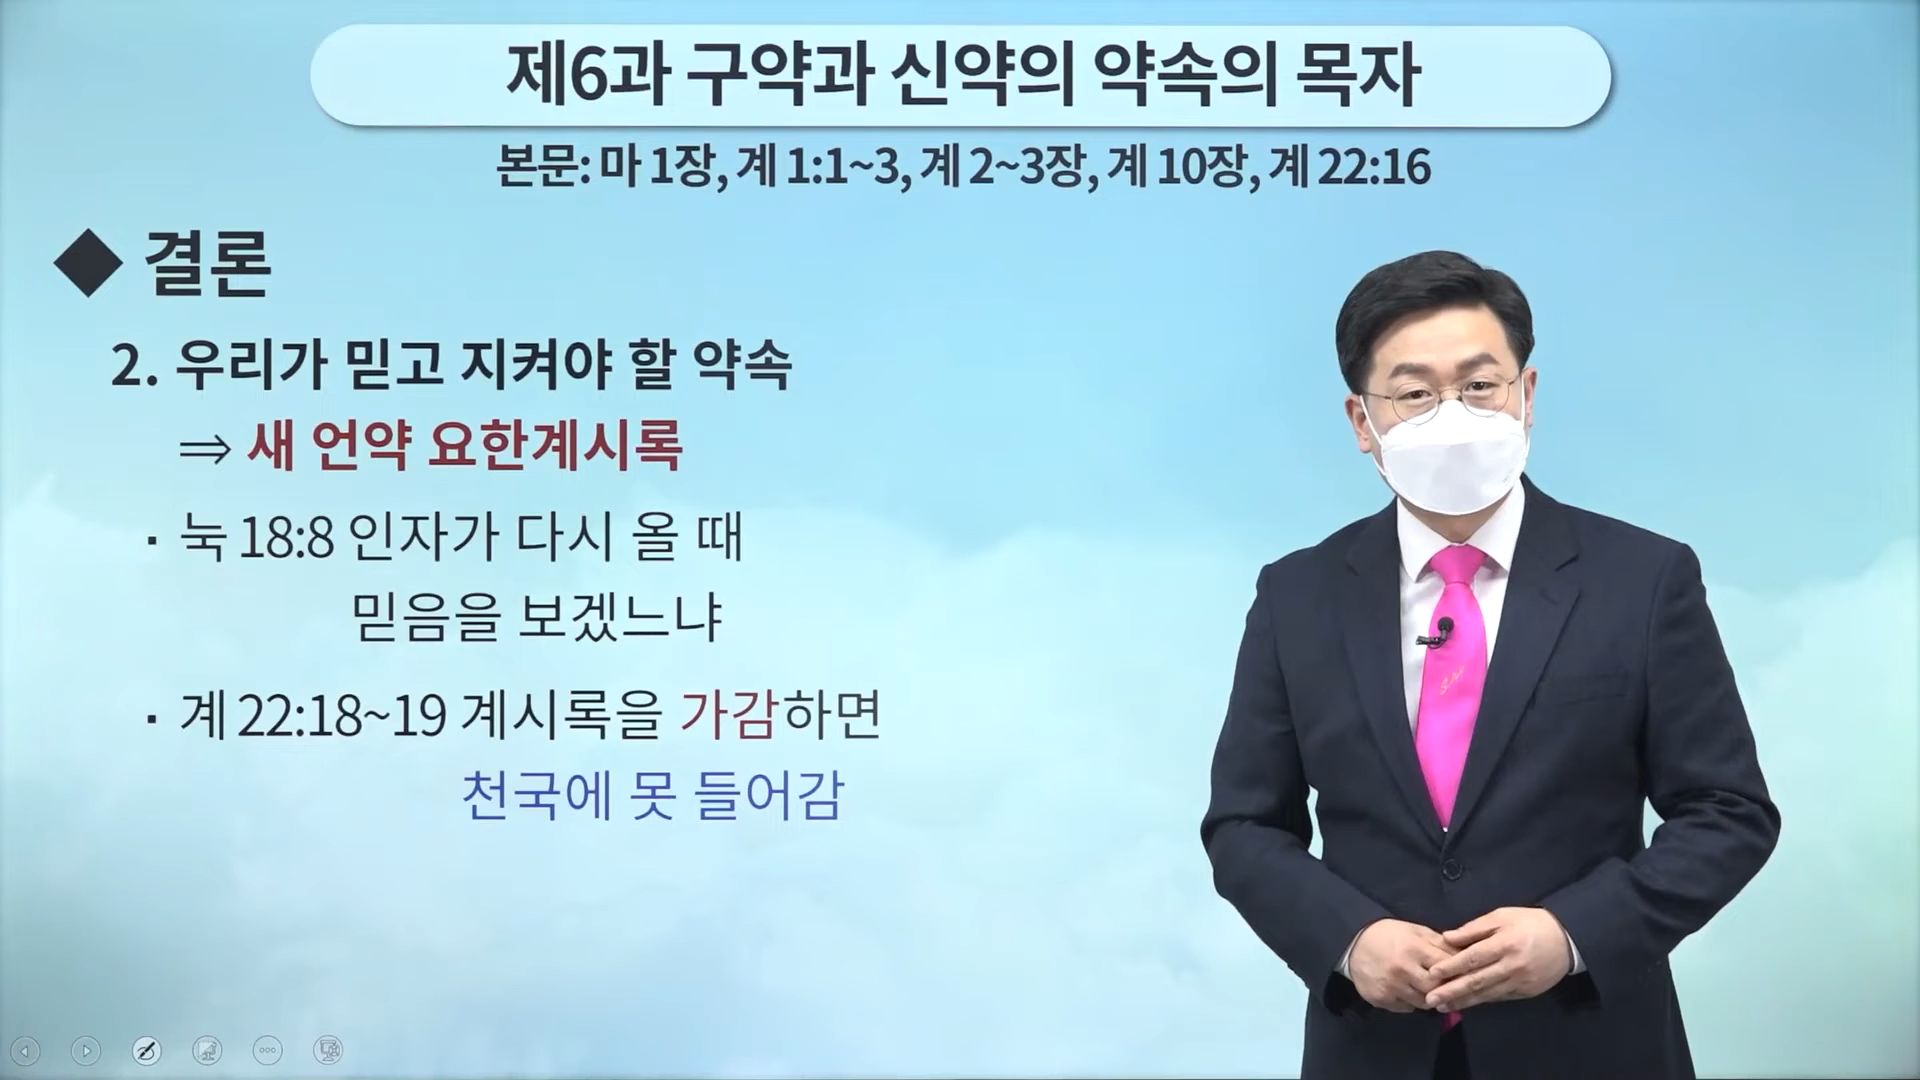 제6과 구약과 신약의 약속의 목자
본문: 마 1장, 계 1:1~3, 계 2~3장, 계 10장, 계 22:16
◆ 결론
2. 우리가 믿고 지켜야 할 약속
⇒ 새 언약 요한계시록
· 눅 18:8 인자가 다시 올 때
믿음을 보겠느냐
· 계 22:18~19 계시록을 가감하면
천국에 못 들어감